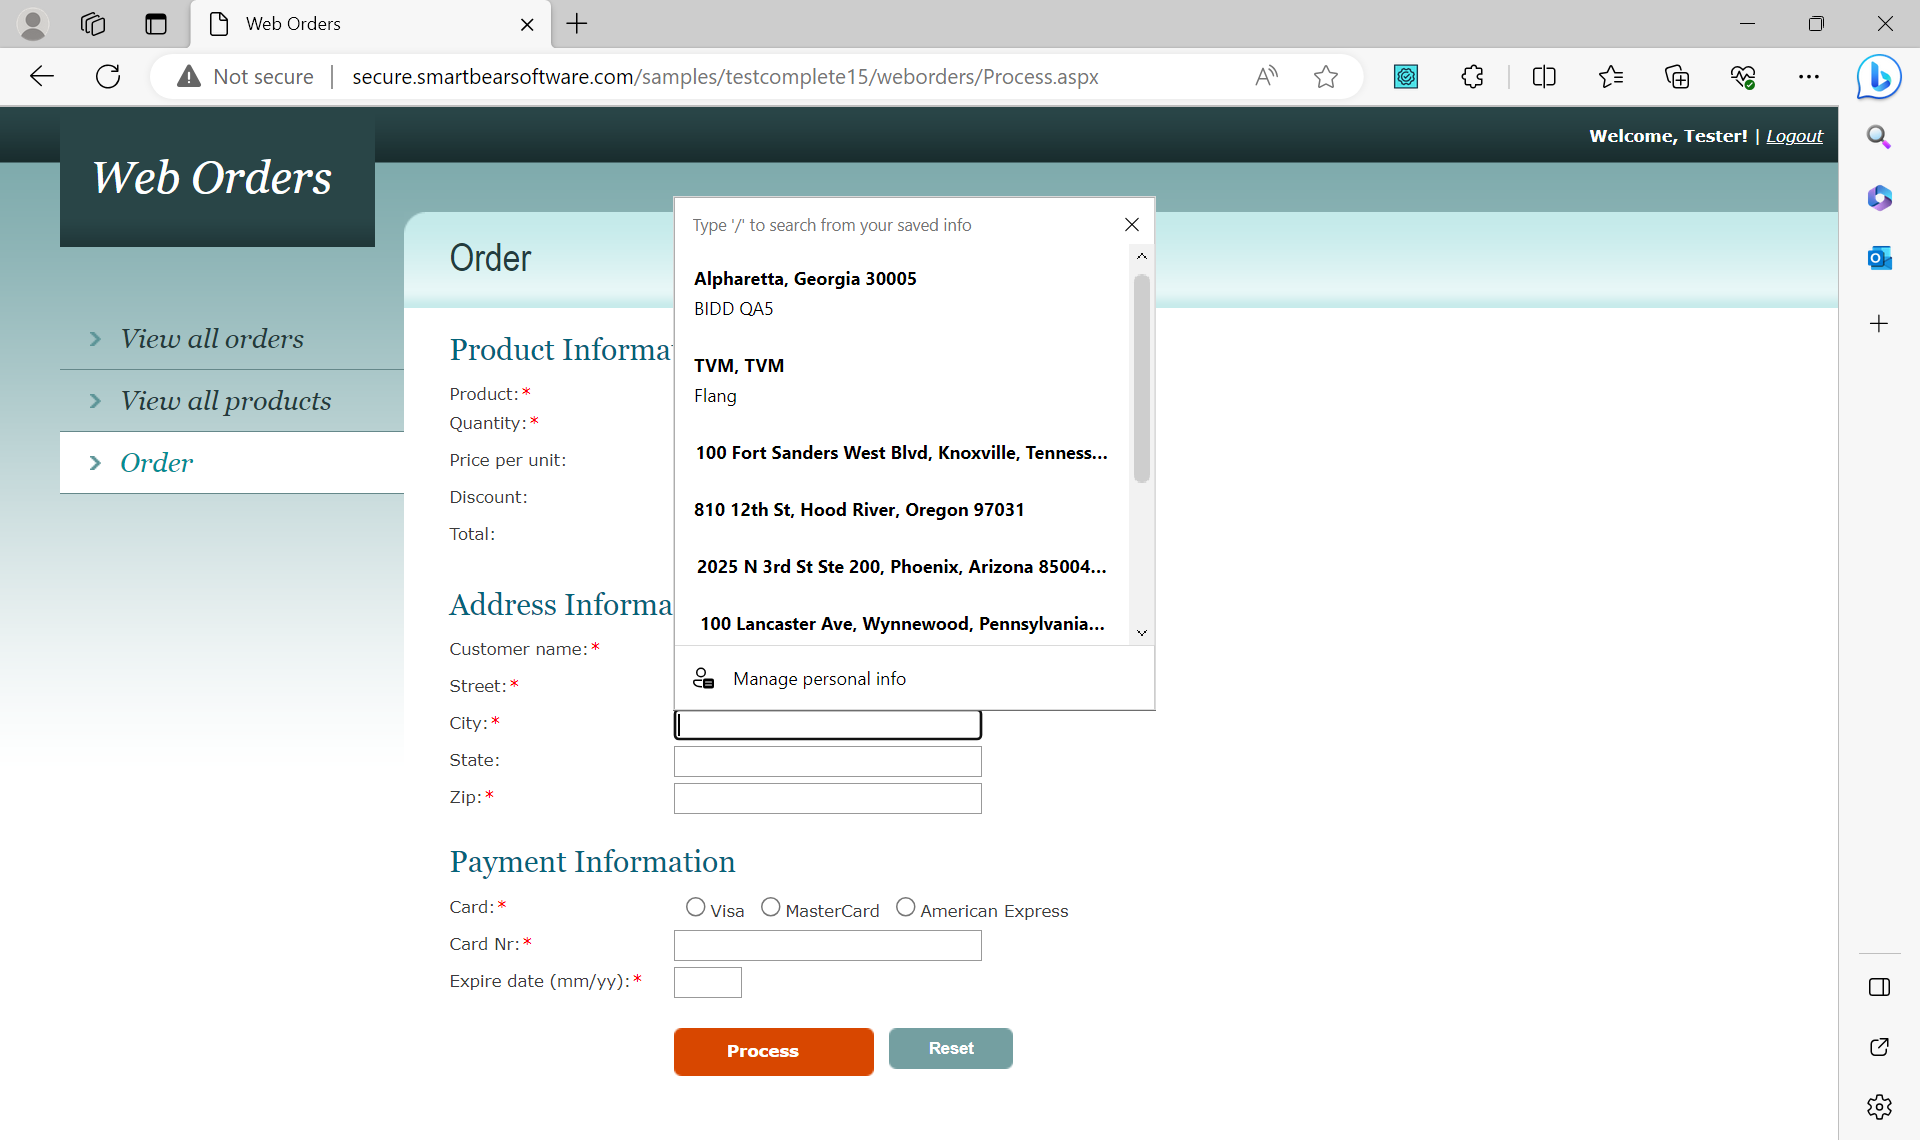 Web Orders
Not secure
secure.smartbearsoftware.com/samples/testcomplete15/weborders/Process.aspx
Welcome, Tester! | Logout
Web Orders
View all orders
View all products
Order
Order
Type '/' to search from your saved info
Alpharetta, Georgia 30005
BIDD QA5
TVM, TVM
Flang
100 Fort Sanders West Blvd, Knoxville, Tenness...
810 12th St, Hood River, Oregon 97031
2025 N 3rd St Ste 200, Phoenix, Arizona 85004...
100 Lancaster Ave, Wynnewood, Pennsylvania...
Manage personal info
Product Informa
Product:*
Quantity:*
Price per unit:
Discount:
Total:
Address Informa
Customer name:*
Street:*
City:*
State:
Zip:*
Payment Information
Card:* Visa MasterCard American Express
Card Nr:*
Expire date (mm/yy):*
Process Reset